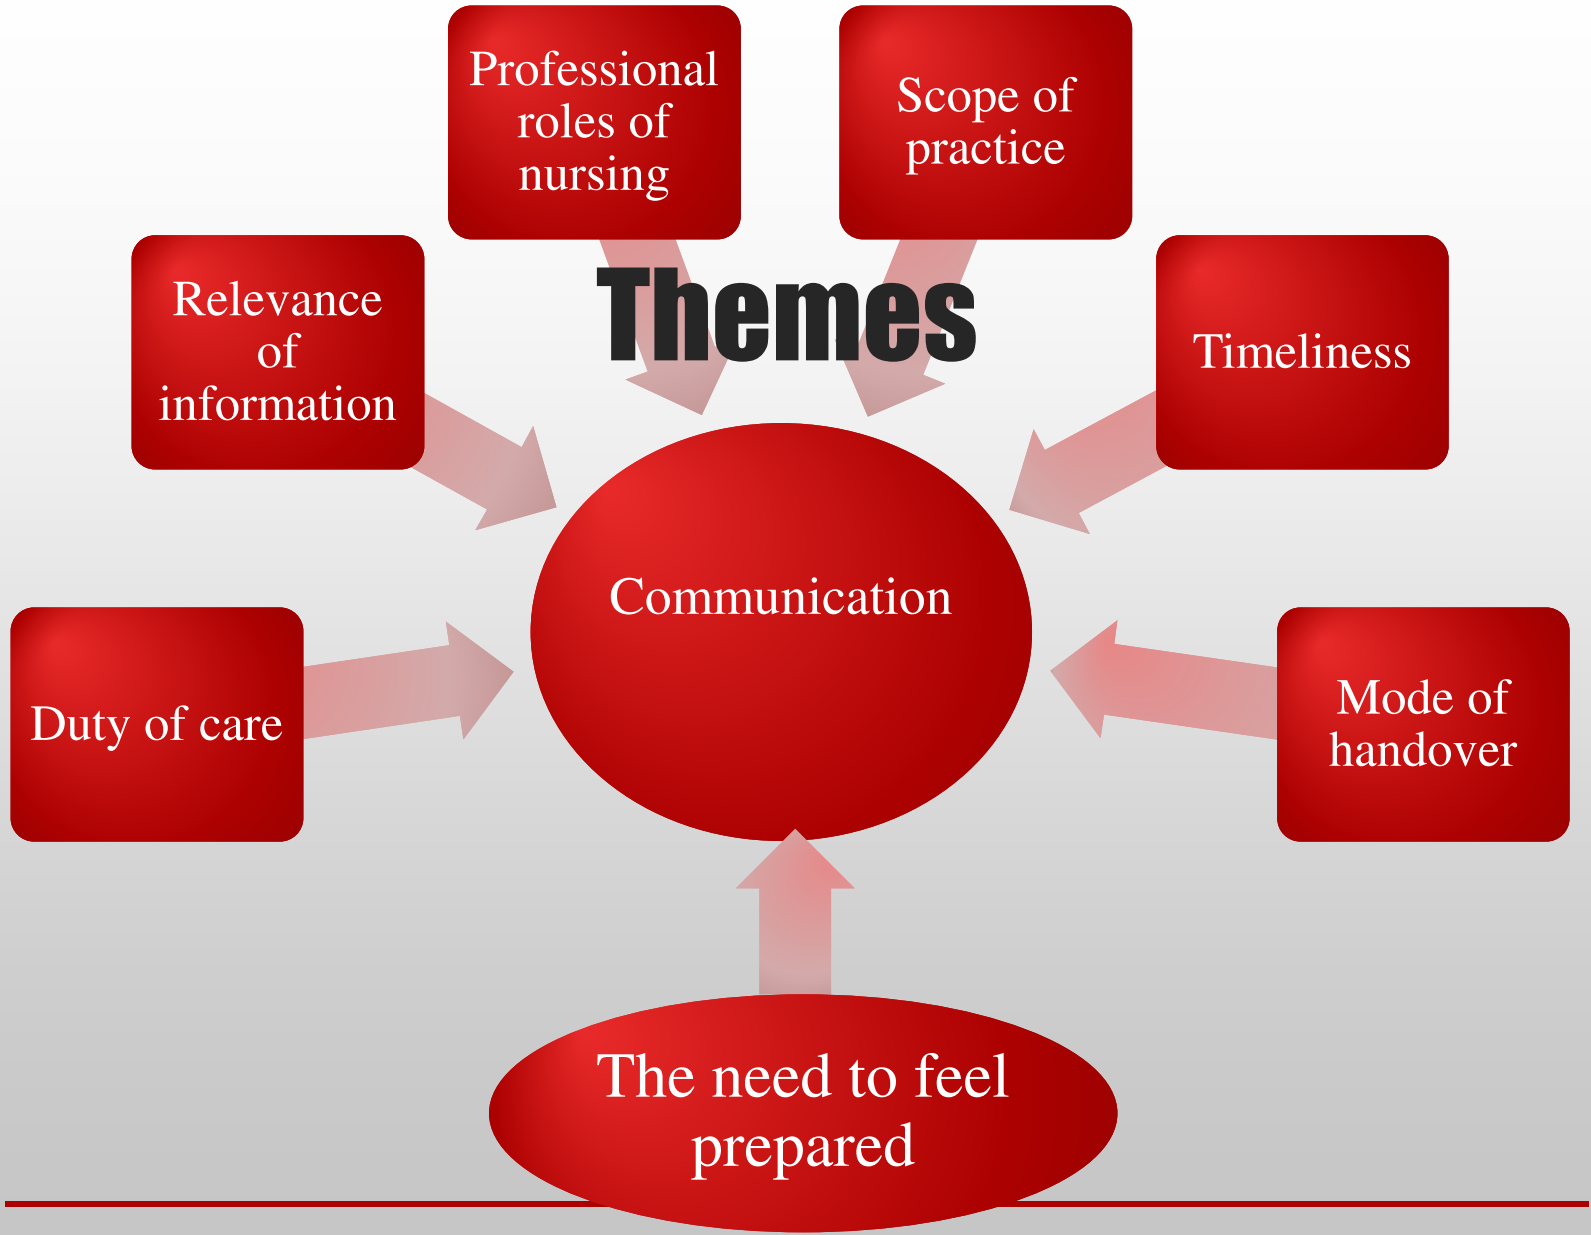 Professional
roles of
nursing
Scope of
practice
Relevance
of
information
Themes
Timeliness
Communication
Duty of care
Mode of
handover
The need to feel
prepared